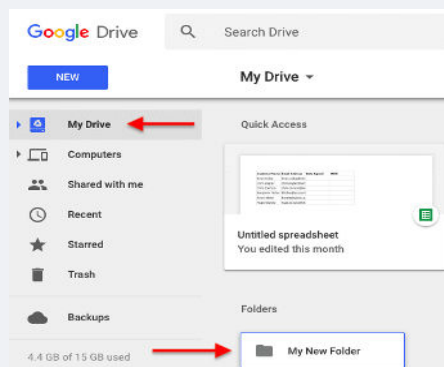 Google Drive
Search Drive
NEW
My Drive
My Drive
Quick Access
Computers
Shared with me
Recent
Starred
Trash
Untitled spreadsheet
You edited this month
Backups
Folders
4.4 GB of 15 GB used
My New Folder